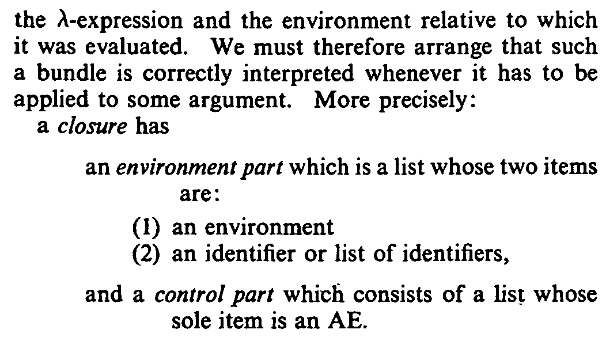 the λ-expression and the environment relative to which
it was evaluated. We must therefore arrange that such
a bundle is correctly interpreted whenever it has to be
applied to some argument. More precisely:
a closure has
an environment part which is a list whose two items
are:
(1) an environment
(2) an identifier or list of identifiers,
and a control part which consists of a list whose
sole item is an AE.